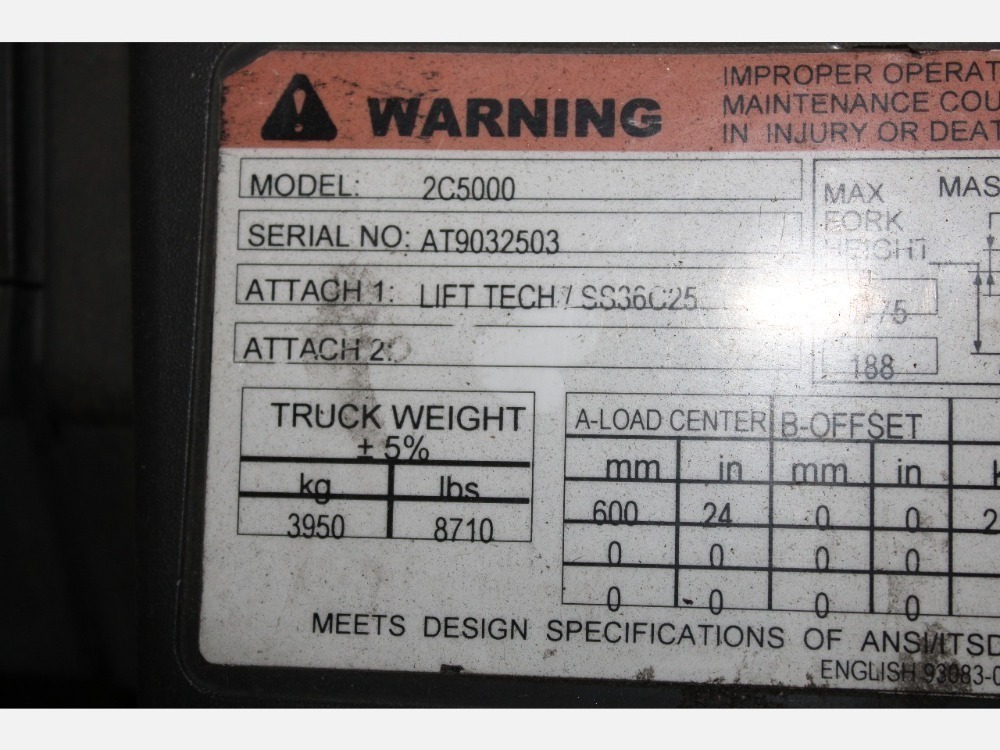 WARNING
IMPROPER OPERAT
MAINTENANCE COU
IN INJURY OR DEAT
MODEL: 2C5000
SERIAL NO: AT9032503
ATTACH 1: LIFT TECH / SS36C25
ATTACH 2:
MAX FORK HEIGHT
MAS
188
TRUCK WEIGHT
± 5%
kg lbs
3950 8710
A-LOAD CENTER B-OFFSET
mm in mm in
600 24 0 0 2
0 0 0 0
0 0 0 0
MEETS DESIGN SPECIFICATIONS OF ANSI/ITSD
ENGLISH 93083-0